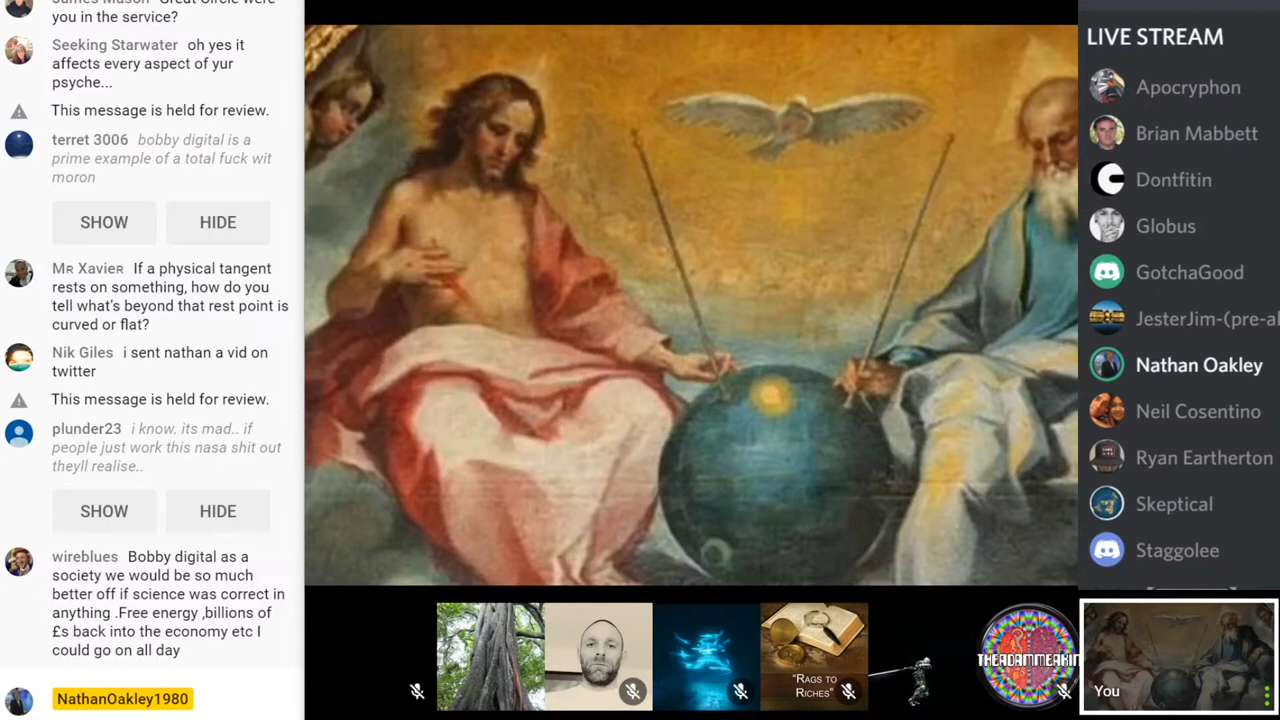 James Mason Great Circle were
you in the service?
Seeking Starwater oh yes it
affects every aspect of yur
psyche...
This message is held for review.
terret 3006 bobby digital is a
prime example of a total fuck wit
moron
SHOW HIDE
Mr Xavier If a physical tangent
rests on something, how do you
tell what's beyond that rest point is
curved or flat?
Nik Giles i sent nathan a vid on
twitter
This message is held for review.
plunder23 i know. its mad.. if
people just work this nasa shit out
theyll realise..
SHOW HIDE
wireblues Bobby digital as a
society we would be so much
better off if science was correct in
anything .Free energy ,billions of
£s back into the economy etc I
could go on all day
NathanOakley1980
"RAGS TO
RICHES"
THEADAMMEAKIN
You
LIVE STREAM
Apocryphon
Brian Mabbett
Dontfitin
Globus
GotchaGood
JesterJim-(pre-al
Nathan Oakley
Neil Cosentino
Ryan Eartherton
Skeptical
Staggolee